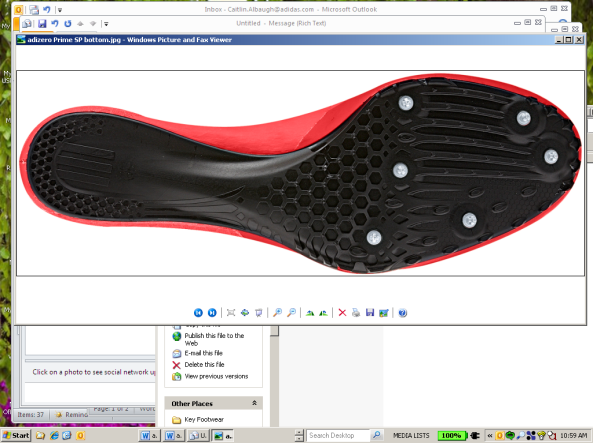 Inbox - Caitlin.Albaugh@adidas.com - Microsoft Outlook
Untitled - Message (Rich Text)
adizero Prime SP bottom.jpg - Windows Picture and Fax Viewer
Publish this file to the
Web
E-mail this file
Delete this file
View previous versions
Click on a photo to see social network up
Other Places
Key Footwear
Items: 37
Remind
Page: 1 of 2
Word
Start
W a.
W a.
U.
a.
Search Desktop
MEDIA LISTS
100%
10:59 AM